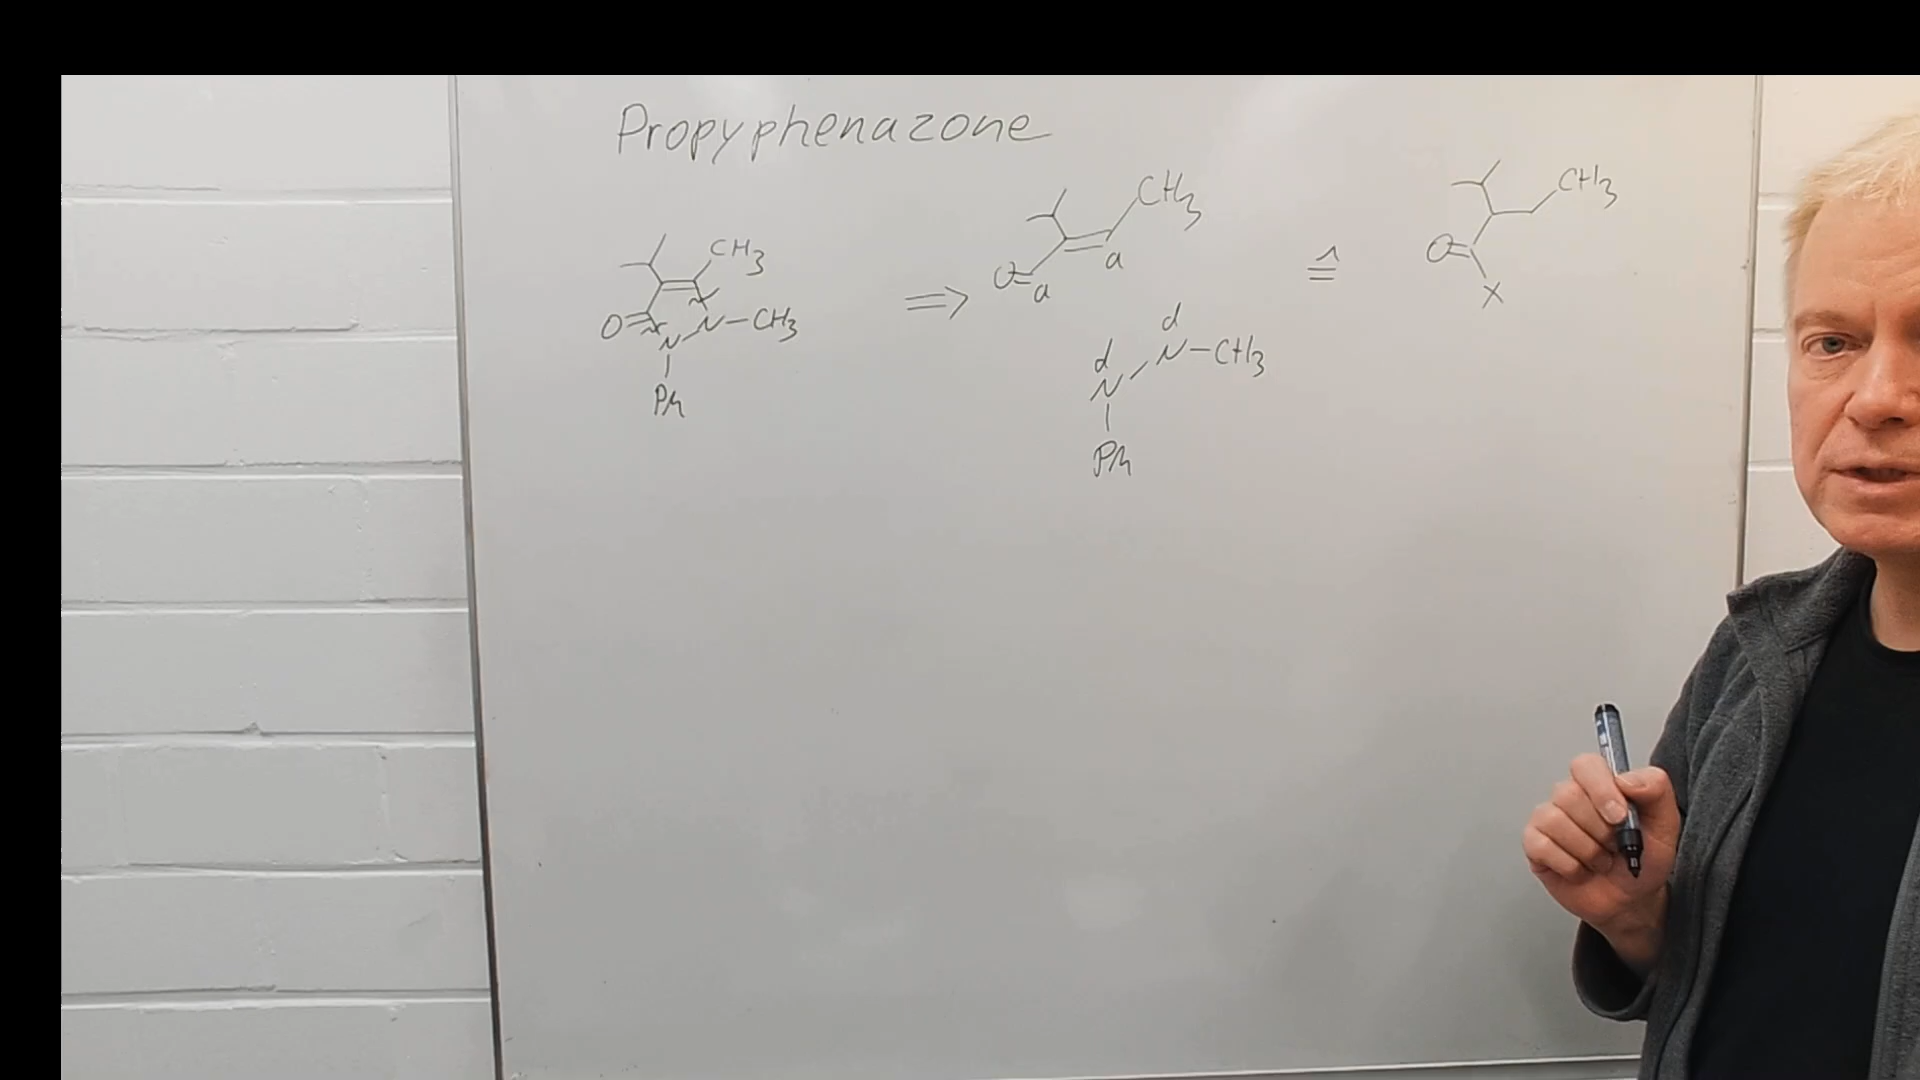 Propyphenazone
CH3
O
N
N-CH3
Ph
⇒
CH3
a
O
a
d
N-CH3
d
N
Ph
≙
CH3
O
X